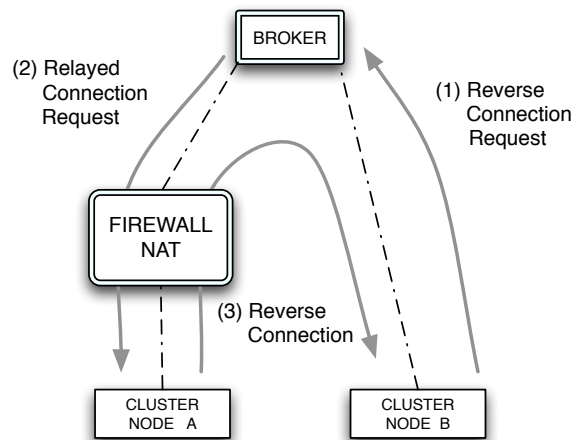 BROKER
(2) Relayed
Connection
Request
(1) Reverse
Connection
Request
FIREWALL
NAT
(3) Reverse
Connection
CLUSTER
NODE A
CLUSTER
NODE B